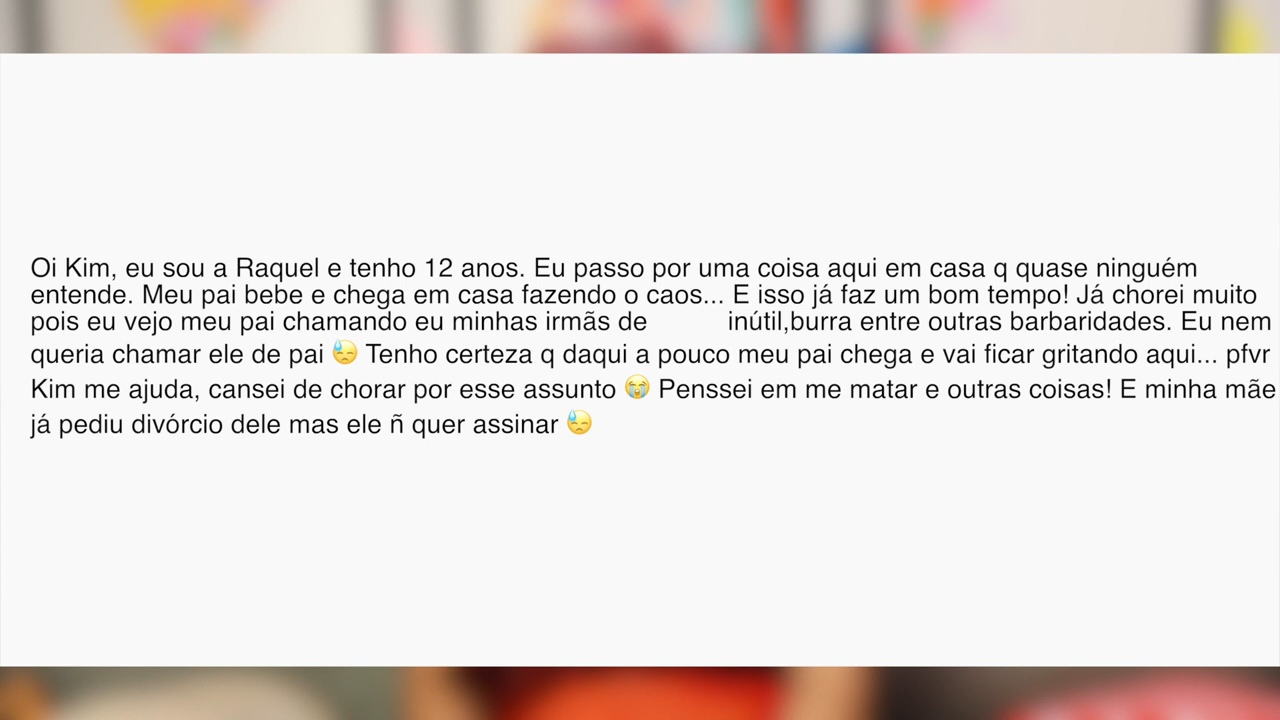 Oi Kim, eu sou a Raquel e tenho 12 anos. Eu passo por uma coisa aqui em casa q quase ninguém
entende. Meu pai bebe e chega em casa fazendo o caos... E isso já faz um bom tempo! Já chorei muito
pois eu vejo meu pai chamando eu minhas irmãs de inútil,burra entre outras barbaridades. Eu nem
queria chamar ele de pai 😓 Tenho certeza q daqui a pouco meu pai chega e vai ficar gritando aqui... pfvr
Kim me ajuda, cansei de chorar por esse assunto 😭 Penssei em me matar e outras coisas! E minha mãe
já pediu divórcio dele mas ele ñ quer assinar 😓